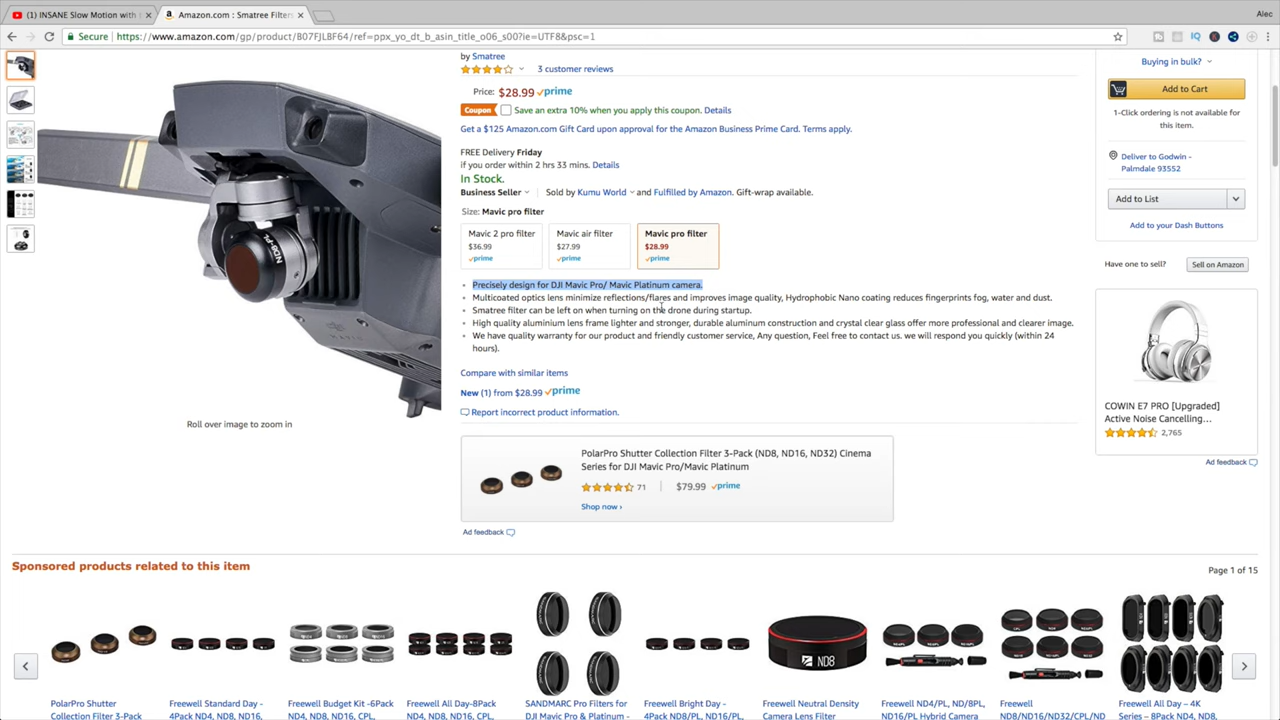 (1) INSANE Slow Motion with
Amazon.com : Smatree Filters
Alec
Secure
https://www.amazon.com/gp/product/B07FJLBF64/ref=ppx_yo_dt_b_asin_title_o06_s00?ie=UTF8&psc=1
by Smatree
3 customer reviews
Price: $28.99 prime
Coupon Save an extra 10% when you apply this coupon. Details
Get a $125 Amazon.com Gift Card upon approval for the Amazon Business Prime Card. Terms apply.
FREE Delivery Friday
if you order within 2 hrs 33 mins. Details
In Stock.
Business Seller Sold by Kumu World and Fulfilled by Amazon. Gift-wrap available.
Size: Mavic pro filter
Mavic 2 pro filter
$36.99
prime
Mavic air filter
$27.99
prime
Mavic pro filter
$28.99
prime
Precisely design for DJI Mavic Pro/ Mavic Platinum camera.
Multicoated optics lens minimize reflections/flares and improves image quality, Hydrophobic Nano coating reduces fingerprints fog, water and dust.
Smatree filter can be left on when turning on the drone during startup.
High quality aluminium lens frame lighter and stronger, durable aluminum construction and crystal clear glass offer more professional and clearer image.
We have quality warranty for our product and friendly customer service, Any question, Feel free to contact us. we will respond you quickly (within 24
hours).
Compare with similar items
New (1) from $28.99 prime
Report incorrect product information.
ND8-PL
Roll over image to zoom in
PolarPro Shutter Collection Filter 3-Pack (ND8, ND16, ND32) Cinema
Series for DJI Mavic Pro/Mavic Platinum
71
$79.99 prime
Shop now ›
Ad feedback
Buying in bulk?
Add to Cart
1-Click ordering is not available for
this item.
Deliver to Godwin -
Palmdale 93552
Add to List
Add to your Dash Buttons
Have one to sell?
Sell on Amazon
COWIN E7 PRO [Upgraded]
Active Noise Cancelling...
2,765
Ad feedback
Sponsored products related to this item
Page 1 of 15
ND8
PolarPro Shutter
Collection Filter 3-Pack
Freewell Standard Day -
4Pack ND4, ND8, ND16,
Freewell Budget Kit -6Pack
ND4, ND8, ND16, CPL,
Freewell All Day-8Pack
ND4, ND8, ND16, CPL,
SANDMARC Pro Filters for
DJI Mavic Pro & Platinum -
Freewell Bright Day -
4Pack ND8/PL, ND16/PL,
Freewell Neutral Density
Camera Lens Filter
Freewell ND4/PL, ND/8PL,
ND16/PL Hybrid Camera
Freewell
ND8/ND16/ND32/CPL/ND
Freewell All Day – 4K
Series – 8Pack ND4, ND8,